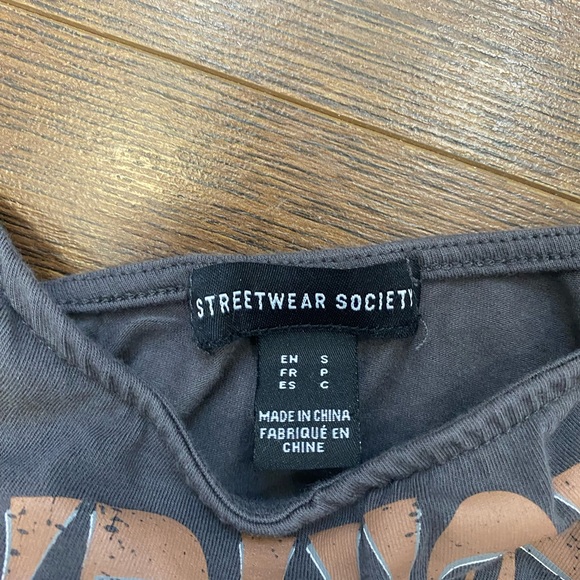 STREETWEAR SOCIETY
EN S
FR P
ES C
MADE IN CHINA
FABRIQUÉ EN
CHINE